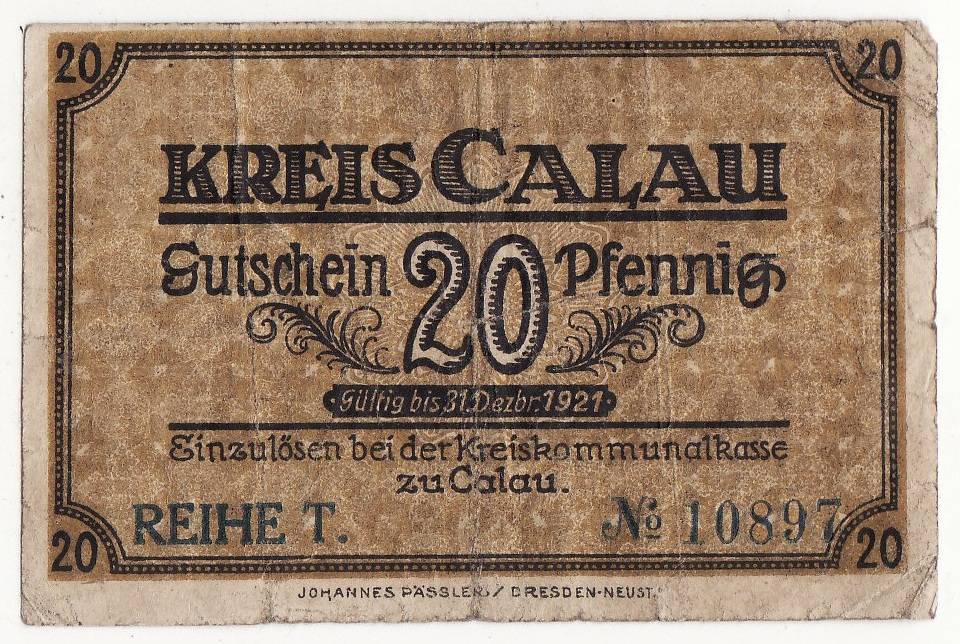 20 20
KREIS CALAU
Gutschein 20 Pfennig
Gültig bis 31. Dezbr. 1921
Einzulösen bei der Kreiskommunalkasse
zu Calau.
REIHE T. № 10897
20 20
JOHANNES PÄSSLER / DRESDEN-NEUST.